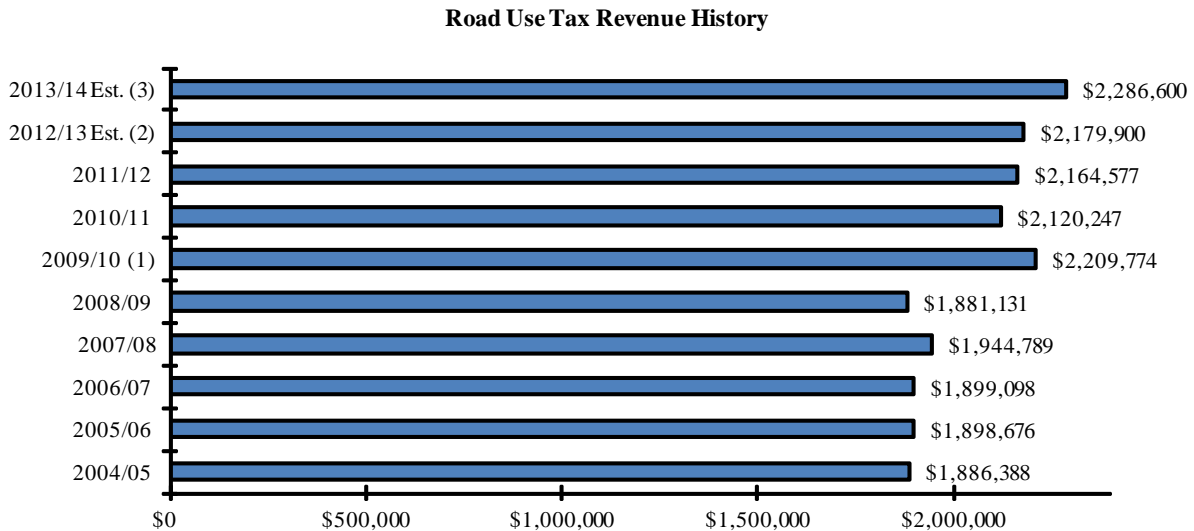 Road Use Tax Revenue History
2013/14 Est. (3) $2,286,600
2012/13 Est. (2) $2,179,900
2011/12 $2,164,577
2010/11 $2,120,247
2009/10 (1) $2,209,774
2008/09 $1,881,131
2007/08 $1,944,789
2006/07 $1,899,098
2005/06 $1,898,676
2004/05 $1,886,388
$0 $500,000 $1,000,000 $1,500,000 $2,000,000